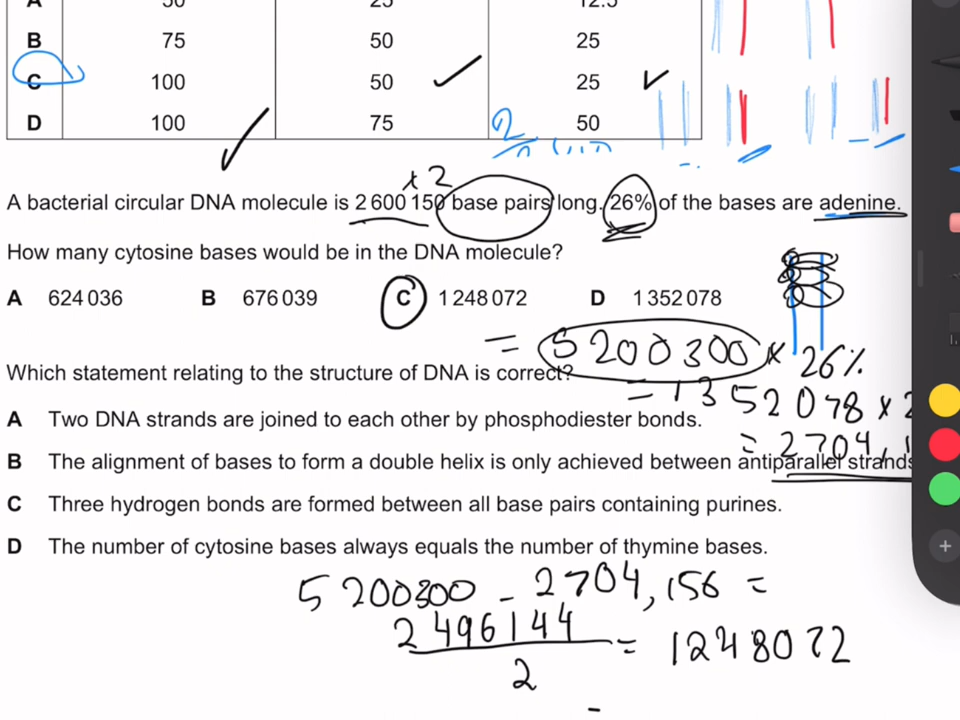 A 50 25 12.5
B 75 50 25
C 100 50 25
D 100 75 50
2
× 2
A bacterial circular DNA molecule is 2 600 150 base pairs long. 26% of the bases are adenine.
How many cytosine bases would be in the DNA molecule?
A 624 036 B 676 039 C 1 248 072 D 1 352 078
= 5200300 × 26%
Which statement relating to the structure of DNA is correct?
= 1352078 × 2
A Two DNA strands are joined to each other by phosphodiester bonds.
= 2704,1
B The alignment of bases to form a double helix is only achieved between antiparallel strands
C Three hydrogen bonds are formed between all base pairs containing purines.
D The number of cytosine bases always equals the number of thymine bases.
5200300 - 2704,156 =
2496144
= 1248072
2